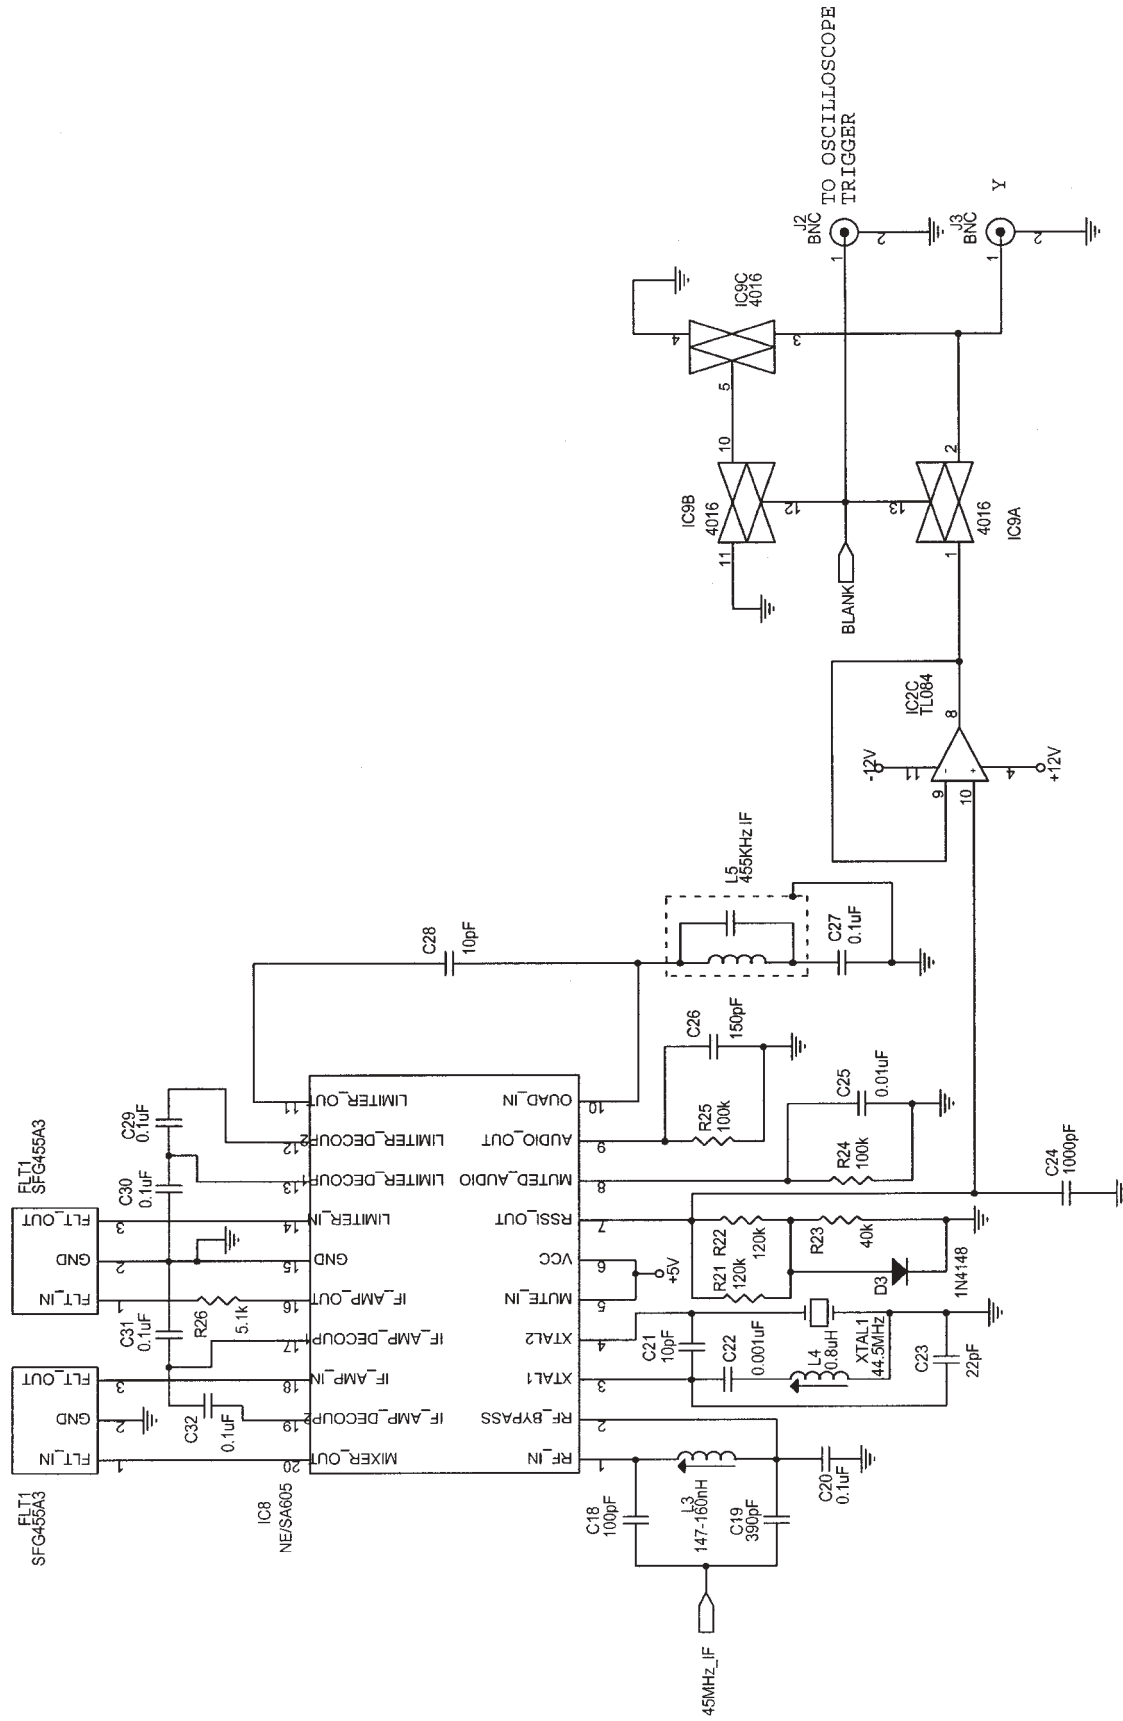 FLT1
SFG455A3
FLT_IN
GND
FLT_OUT
1
2
3
FLT1
SFG455A3
FLT_IN
GND
FLT_OUT
1
2
3
C32
0.1uF
C31
0.1uF
R26
5.1k
C30
0.1uF
C29
0.1uF
IC8
NE/SA605
20
19
18
17
16
15
14
13
12
11
MIXER_OUT
IF_AMP_DECOUP2
IF_AMP_IN
IF_AMP_DECOUP1
IF_AMP_OUT
GND
LIMITER_IN
LIMITER_DECOUP1
LIMITER_DECOUP2
LIMITER_OUT
RF_IN
RF_BYPASS
XTAL1
XTAL2
MUTE_IN
VCC
RSSI_OUT
MUTED_AUDIO
AUDIO_OUT
QUAD_IN
1
2
3
4
5
6
7
8
9
10
45MHz_IF
C18
100pF
L3
147-160nH
C19
390pF
C20
0.1uF
C21
10pF
C22
0.001uF
L4
0.8uH
XTAL1
44.5MHz
C23
22pF
+5V
R21
120k
R22
120k
R23
40k
D3
1N4148
C24
1000pF
R24
100k
C25
0.01uF
R25
100k
C26
150pF
C28
10pF
L5
455KHz IF
C27
0.1uF
-12V
11
IC2C
TL084
9
10
8
-
+
4
+12V
BLANK
IC9B
4016
11
10
12
13
1
2
4016
IC9A
IC9C
4016
5
4
3
J2
BNC
1
2
TO OSCILLOSCOPE
TRIGGER
J3
BNC
1
2
Y